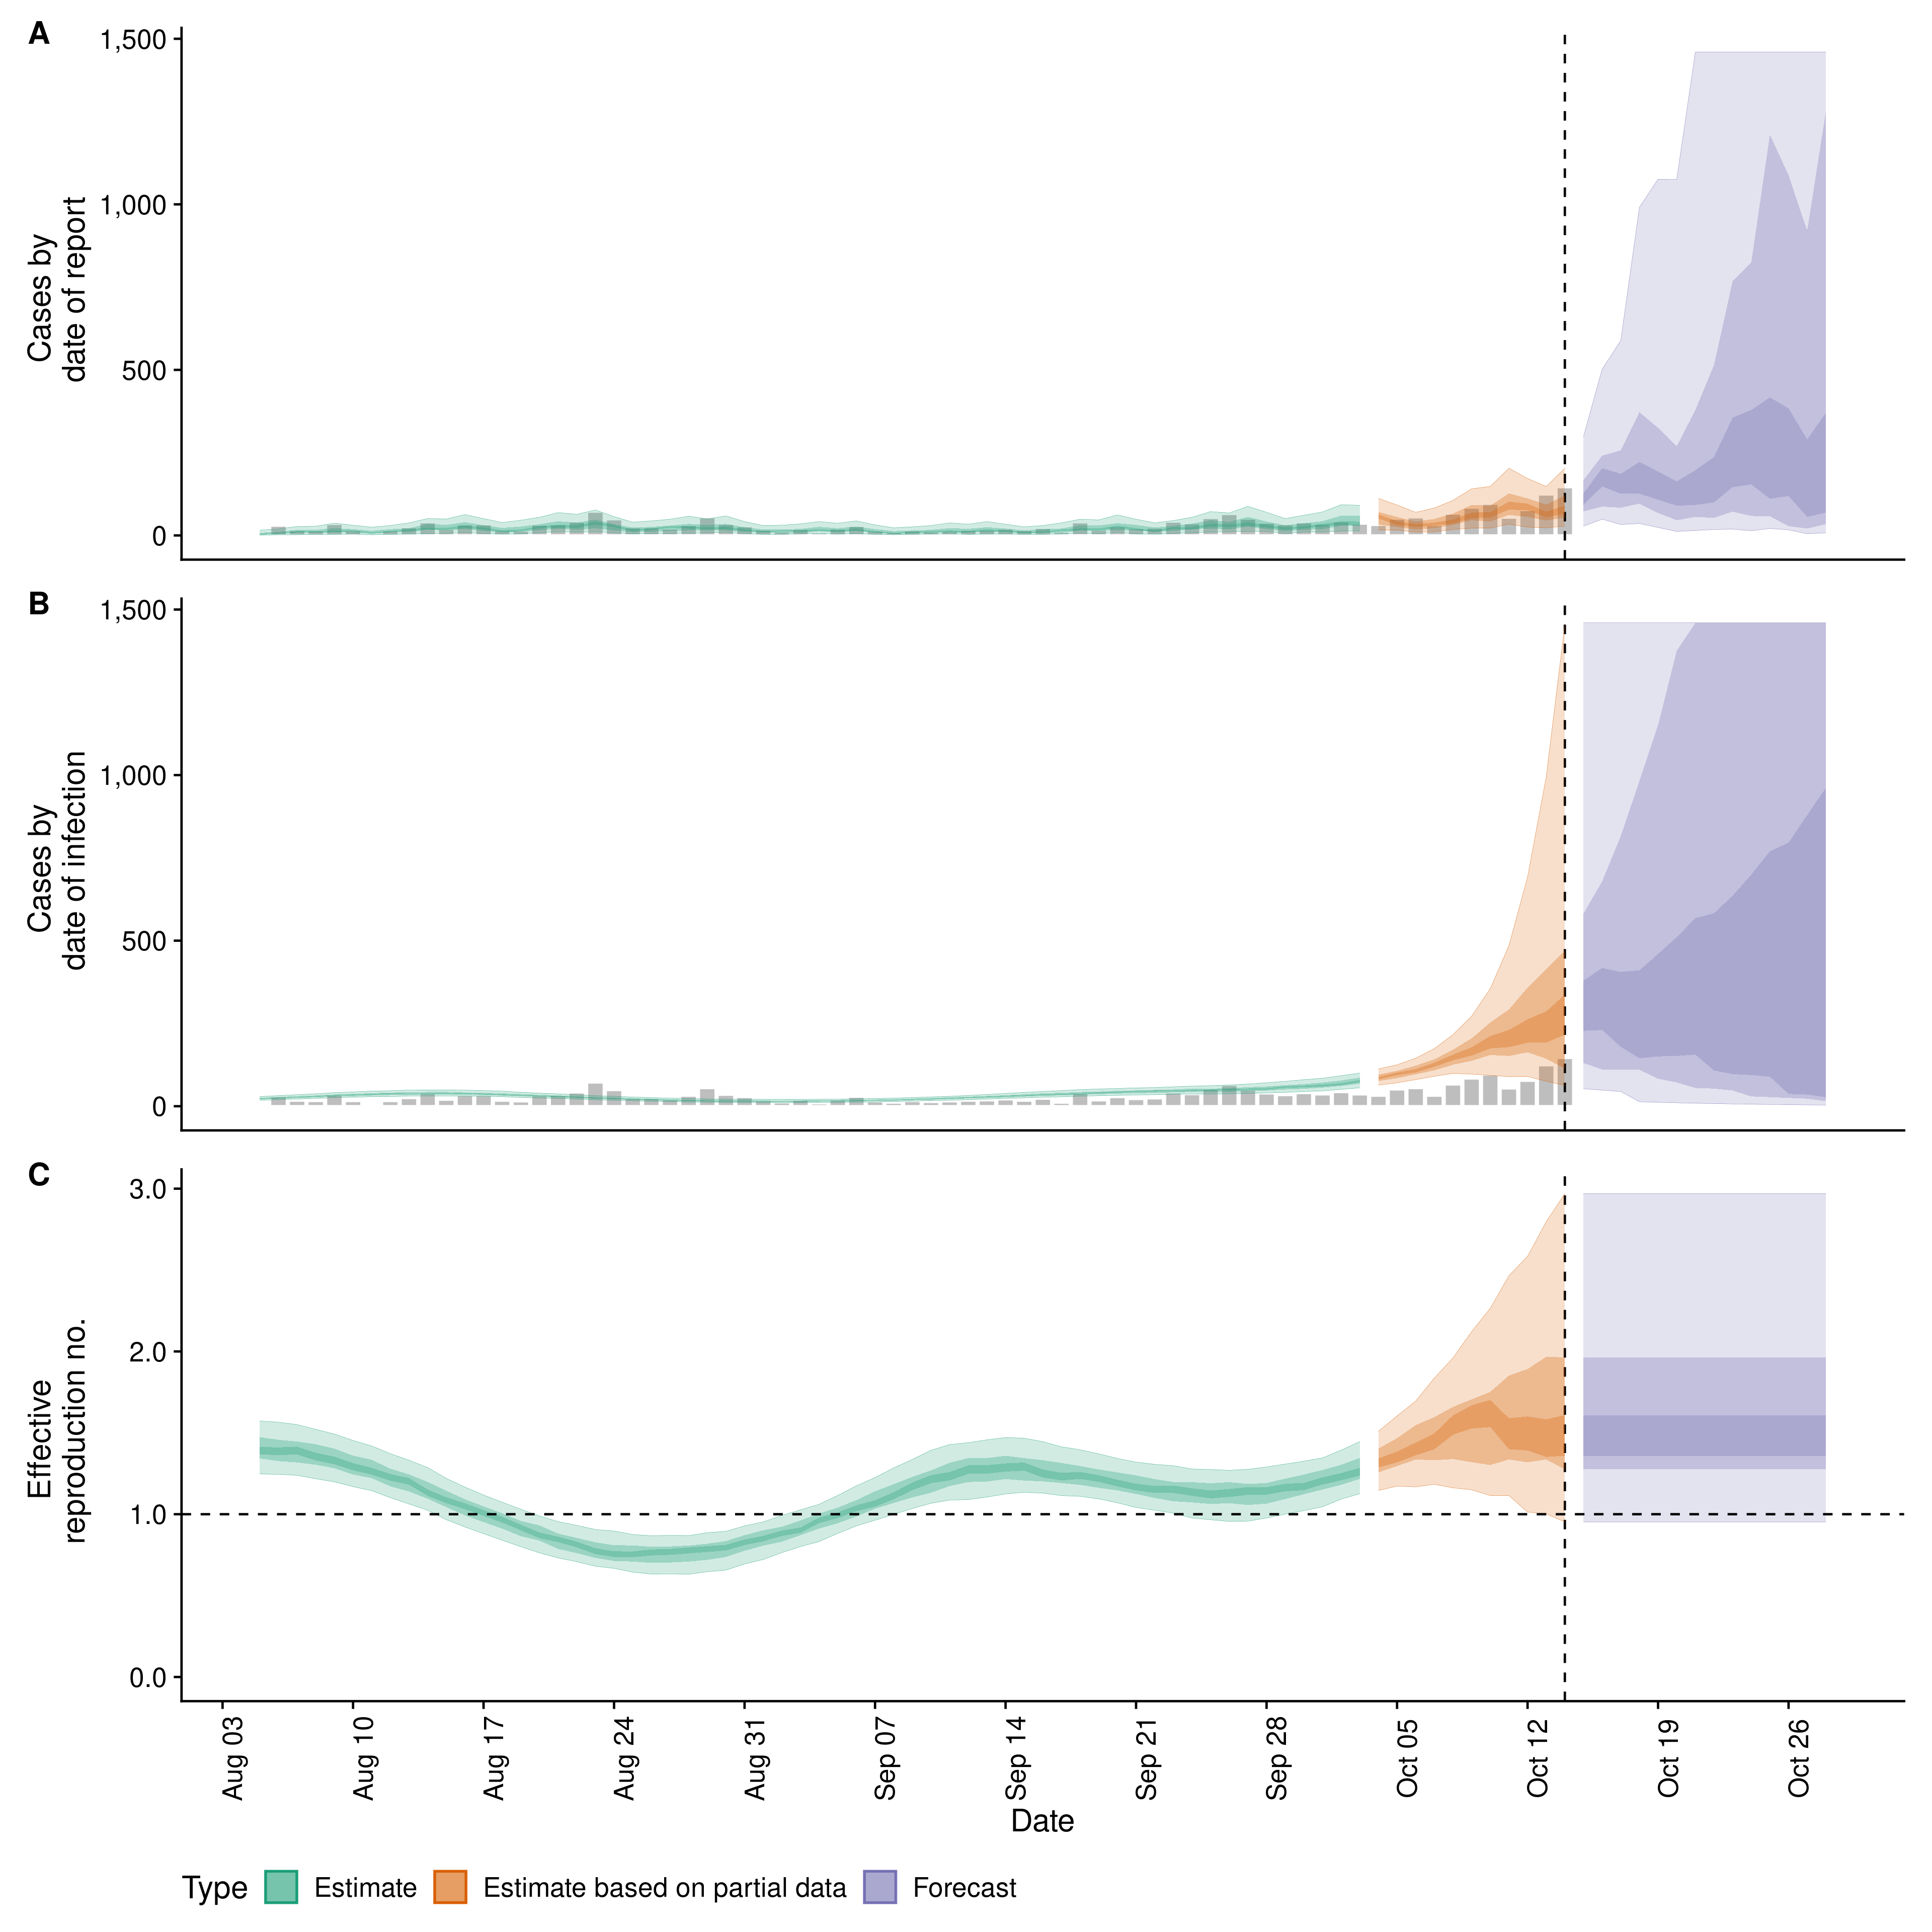 A
1,500
1,000
500
0
Cases by
date of report
B
1,500
1,000
500
0
Cases by
date of infection
C
3.0
2.0
1.0
0.0
Effective
reproduction no.
Aug 03
Aug 10
Aug 17
Aug 24
Aug 31
Sep 07
Sep 14
Sep 21
Sep 28
Oct 05
Oct 12
Oct 19
Oct 26
Date
Type Estimate Estimate based on partial data Forecast